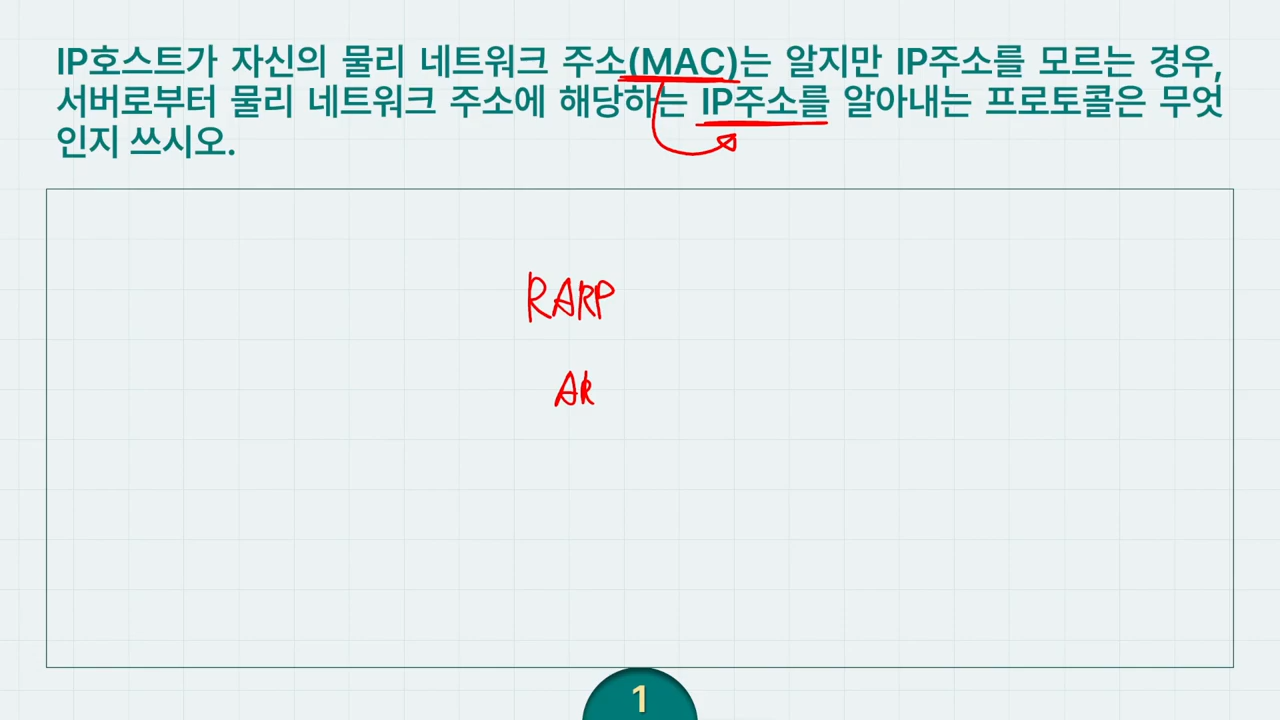 IP호스트가 자신의 물리 네트워크 주소(MAC)는 알지만 IP주소를 모르는 경우,
서버로부터 물리 네트워크 주소에 해당하는 IP주소를 알아내는 프로토콜은 무엇
인지 쓰시오.
RARP
AR
1